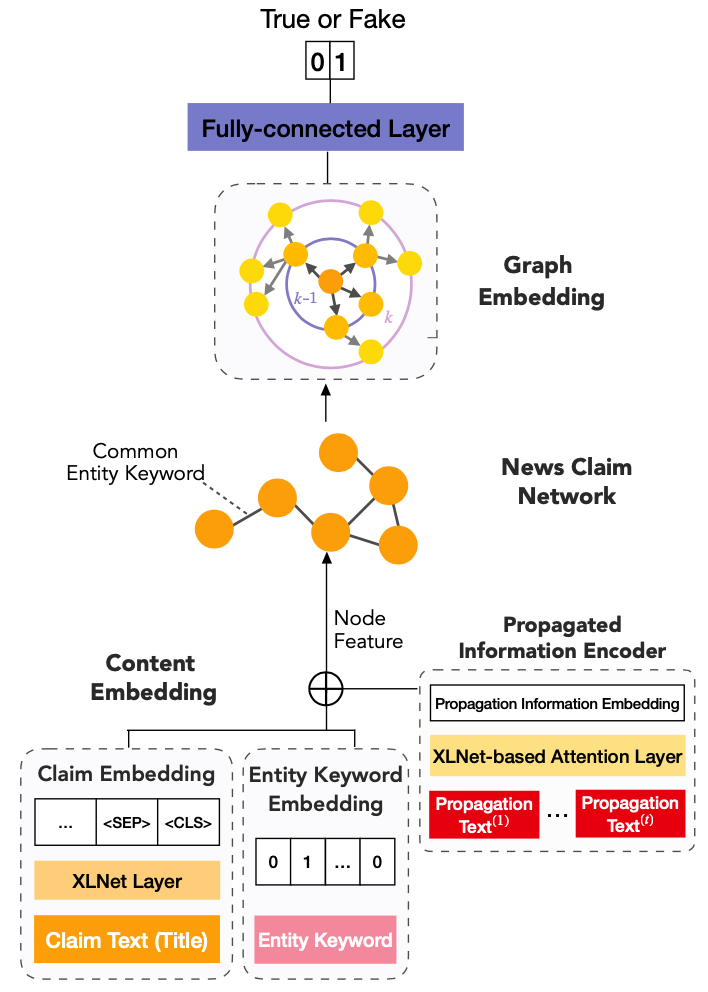 True or Fake
0 1
Fully-connected Layer
k-1
k
Graph
Embedding
Common
Entity Keyword
News Claim
Network
Node
Feature
Propagated
Information Encoder
Content
Embedding
Propagation Information Embedding
XLNet-based Attention Layer
Propagation
Text(1)
...
Propagation
Text(t)
Claim Embedding
... <SEP> <CLS>
XLNet Layer
Claim Text (Title)
Entity Keyword
Embedding
0 1 ... 0
Entity Keyword